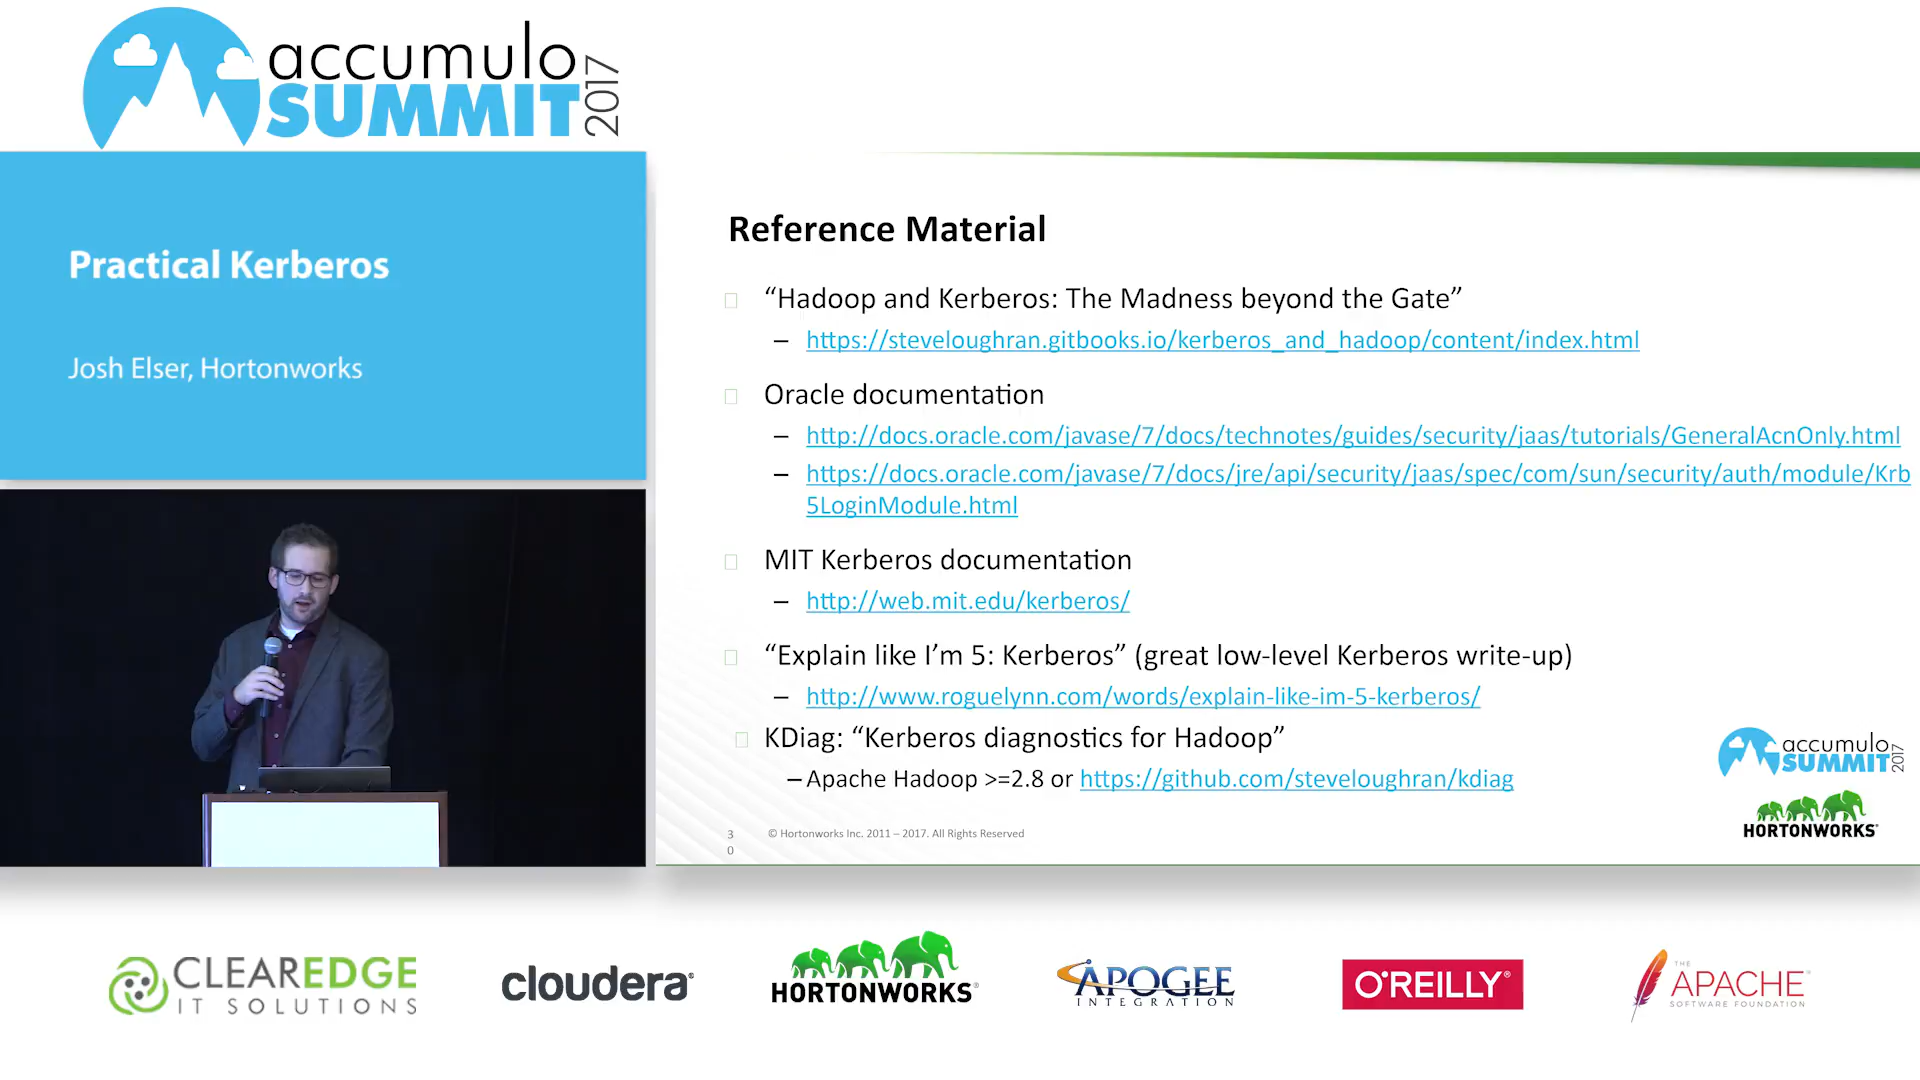 accumulo
SUMMIT
2017
Practical Kerberos
Josh Elser, Hortonworks
Reference Material
“Hadoop and Kerberos: The Madness beyond the Gate”
– https://steveloughran.gitbooks.io/kerberos_and_hadoop/content/index.html
Oracle documentation
– http://docs.oracle.com/javase/7/docs/technotes/guides/security/jaas/tutorials/GeneralAcnOnly.html
– https://docs.oracle.com/javase/7/docs/jre/api/security/jaas/spec/com/sun/security/auth/module/Krb
5LoginModule.html
MIT Kerberos documentation
– http://web.mit.edu/kerberos/
“Explain like I’m 5: Kerberos” (great low-level Kerberos write-up)
– http://www.roguelynn.com/words/explain-like-im-5-kerberos/
KDiag: “Kerberos diagnostics for Hadoop”
– Apache Hadoop >=2.8 or https://github.com/steveloughran/kdiag
accumulo
SUMMIT
2017
HORTONWORKS®
3
0
© Hortonworks Inc. 2011 – 2017. All Rights Reserved
CLEAREDGE
IT SOLUTIONS
cloudera®
HORTONWORKS®
APOGEE
INTEGRATION
O'REILLY®
THE
APACHE®
SOFTWARE FOUNDATION